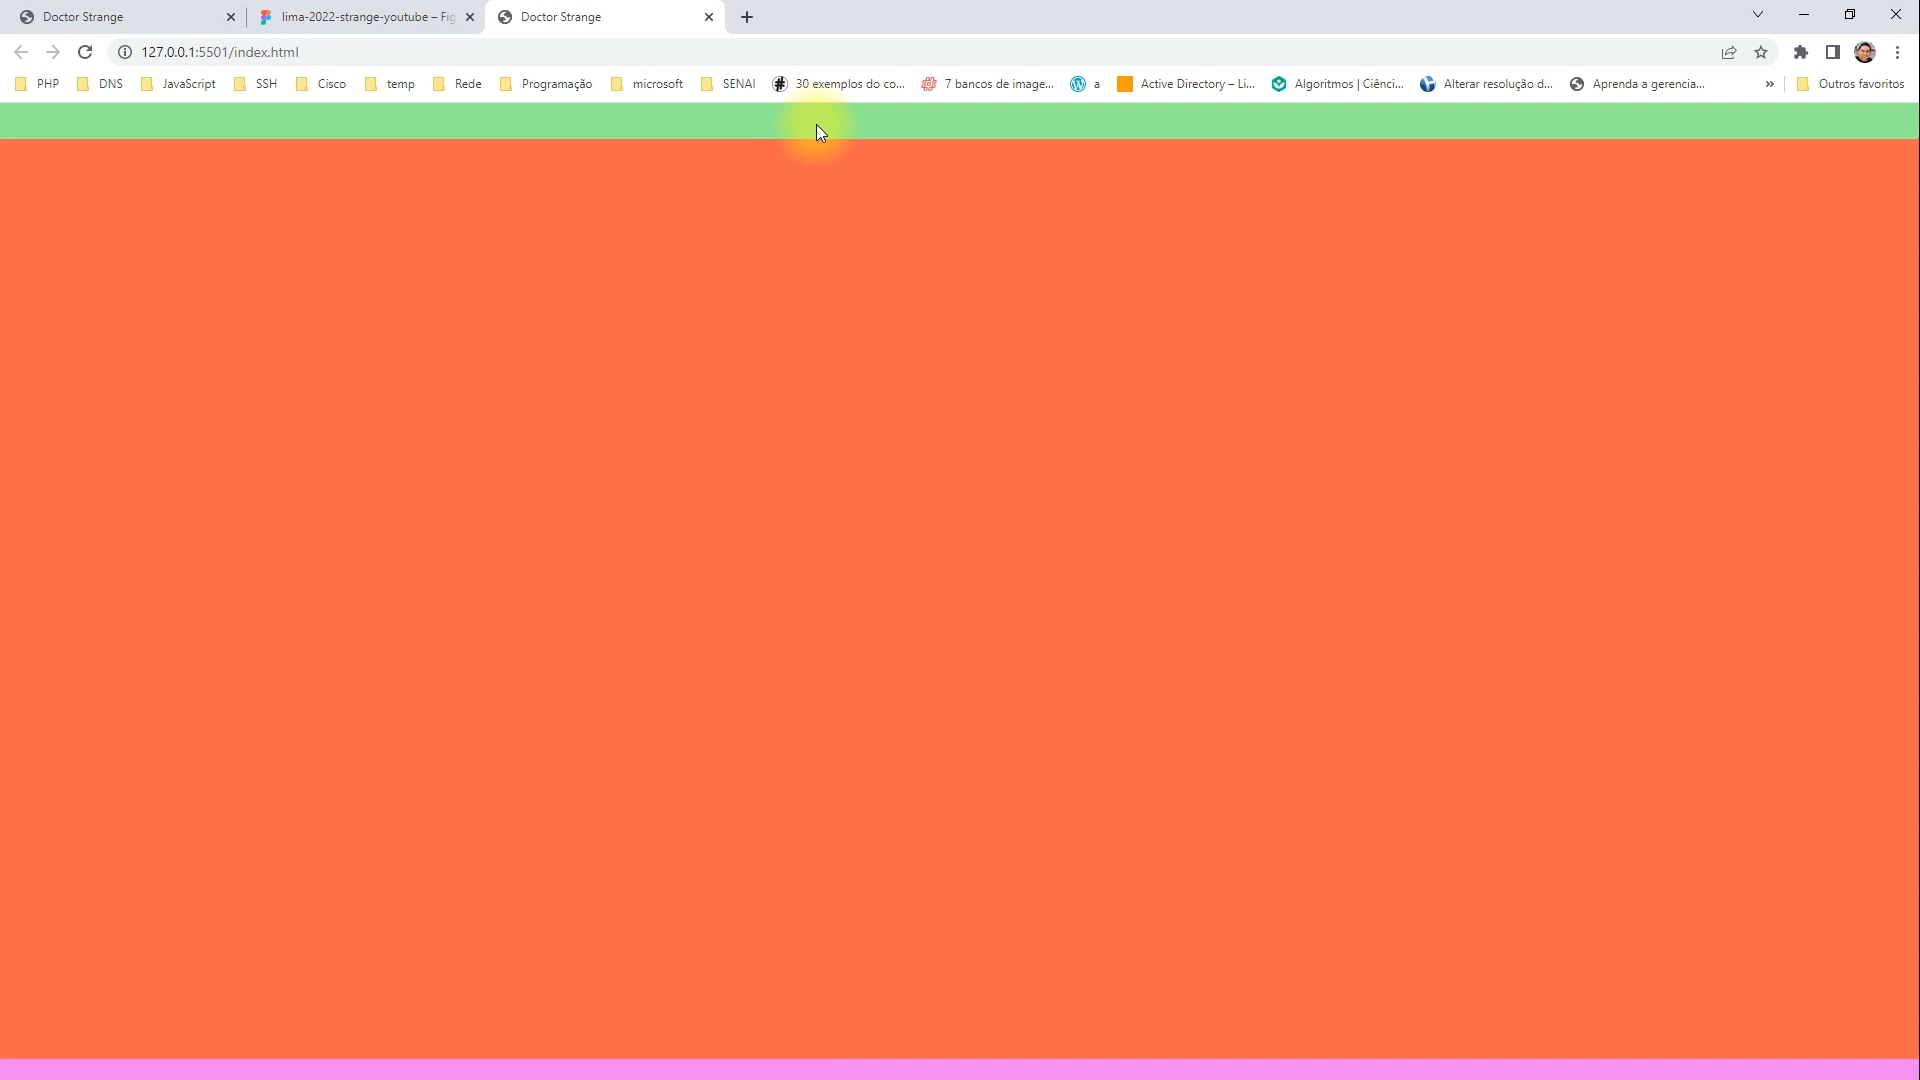 Doctor Strange
lima-2022-strange-youtube – Fig
Doctor Strange
127.0.0.1:5501/index.html
PHP
DNS
JavaScript
SSH
Cisco
temp
Rede
Programação
microsoft
SENAI
30 exemplos do co...
7 bancos de image...
a
Active Directory – Li...
Algoritmos | Ciênci...
Alterar resolução d...
Aprenda a gerencia...
»
Outros favoritos